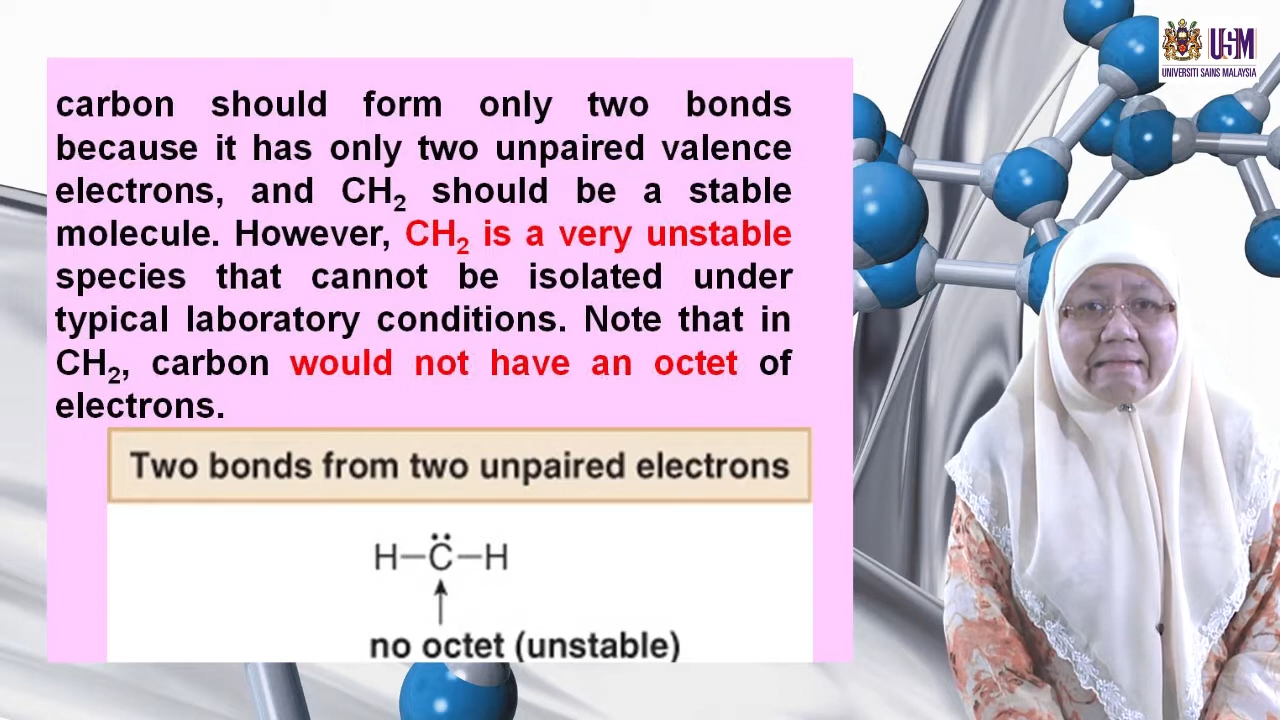 USM
UNIVERSITI SAINS MALAYSIA
carbon should form only two bonds
because it has only two unpaired valence
electrons, and CH₂ should be a stable
molecule. However, CH₂ is a very unstable
species that cannot be isolated under
typical laboratory conditions. Note that in
CH₂, carbon would not have an octet of
electrons.
Two bonds from two unpaired electrons
H–C̈–H
no octet (unstable)